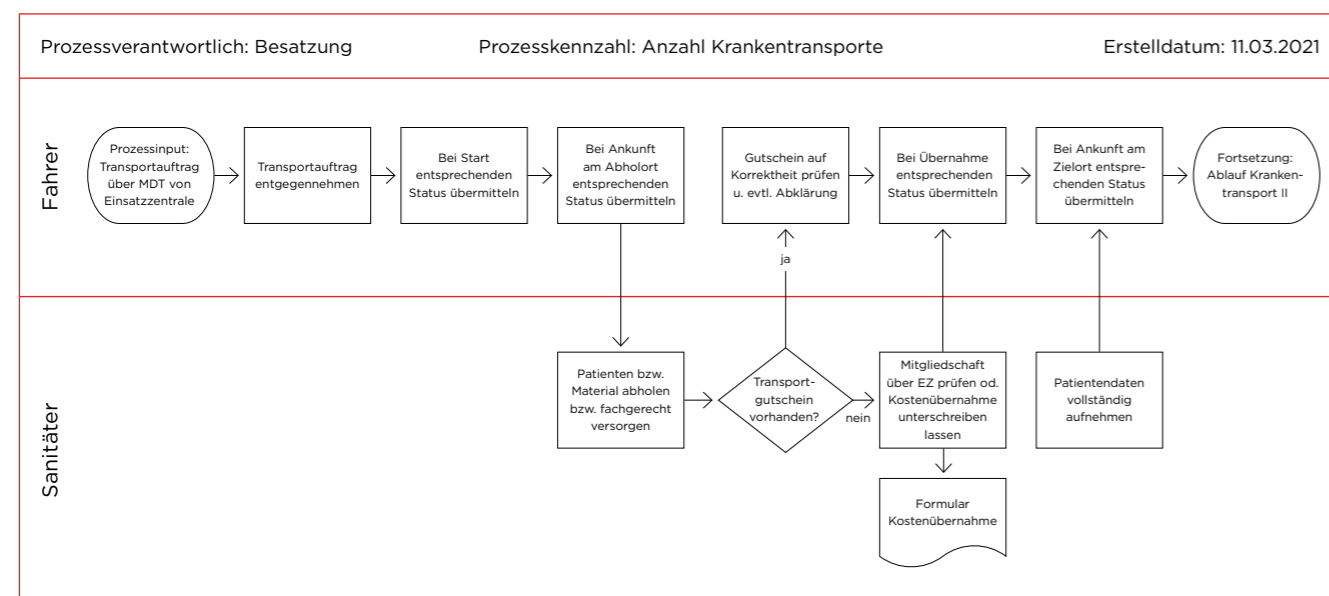 Prozessverantwortlich: Besatzung
Prozesskennzahl: Anzahl Krankentransporte
Erstelldatum: 11.03.2021
Fahrer
Prozessinput:
Transportauftrag
über MDT von
Einsatzzentrale
Transportauftrag
entgegennehmen
Bei Start
entsprechenden
Status übermitteln
Bei Ankunft
am Abholort
entsprechenden
Status übermitteln
Gutschein auf
Korrektheit prüfen
u. evtl. Abklärung
Bei Übernahme
entsprechenden
Status übermitteln
Bei Ankunft am
Zielort entspre-
chenden Status
übermitteln
Fortsetzung:
Ablauf Kranken-
transport II
ja
Sanitäter
Patienten bzw.
Material abholen
bzw. fachgerecht
versorgen
Transport-
gutschein
vorhanden?
nein
Mitgliedschaft
über EZ prüfen od.
Kostenübernahme
unterschreiben
lassen
Patientendaten
vollständig
aufnehmen
Formular
Kostenübernahme